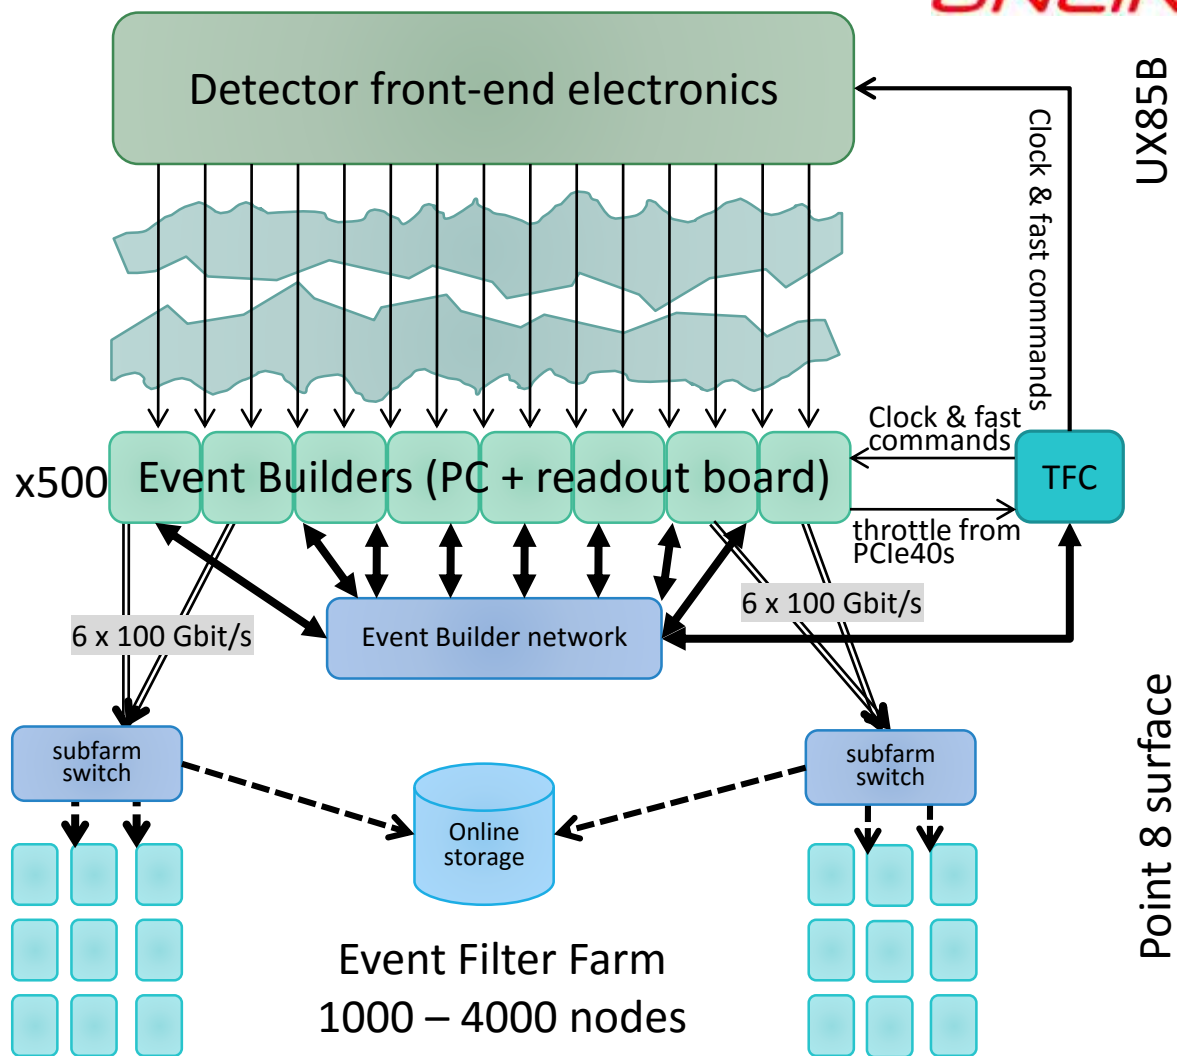 Detector front-end electronics
UX85B
Clock & fast commands
Clock & fast
commands
x500
Event Builders (PC + readout board)
TFC
throttle from
PCIe40s
6 x 100 Gbit/s
6 x 100 Gbit/s
Event Builder network
Point 8 surface
subfarm
switch
subfarm
switch
Online
storage
Event Filter Farm
1000 – 4000 nodes